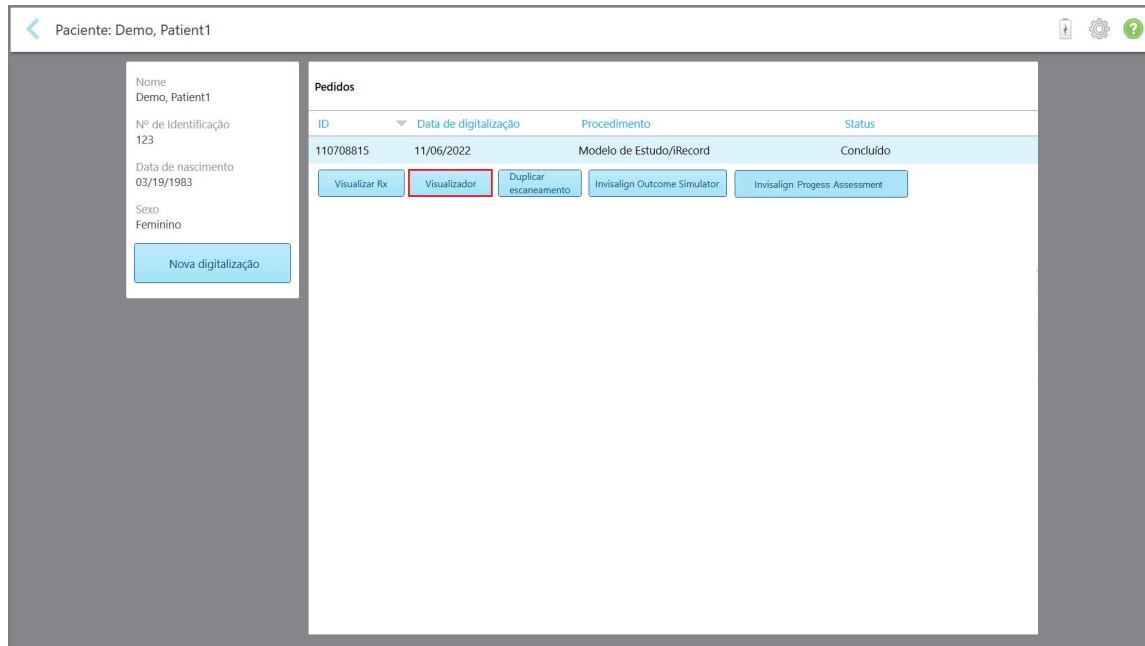 Paciente: Demo, Patient1
?
Nome
Demo, Patient1
Nº de Identificação
123
Data de nascimento
03/19/1983
Sexo
Feminino
Nova digitalização
Pedidos
ID Data de digitalização Procedimento Status
110708815 11/06/2022 Modelo de Estudo/iRecord Concluído
Visualizar Rx
Visualizador
Duplicar
escaneamento
Invisalign Outcome Simulator
Invisalign Progess Assessment